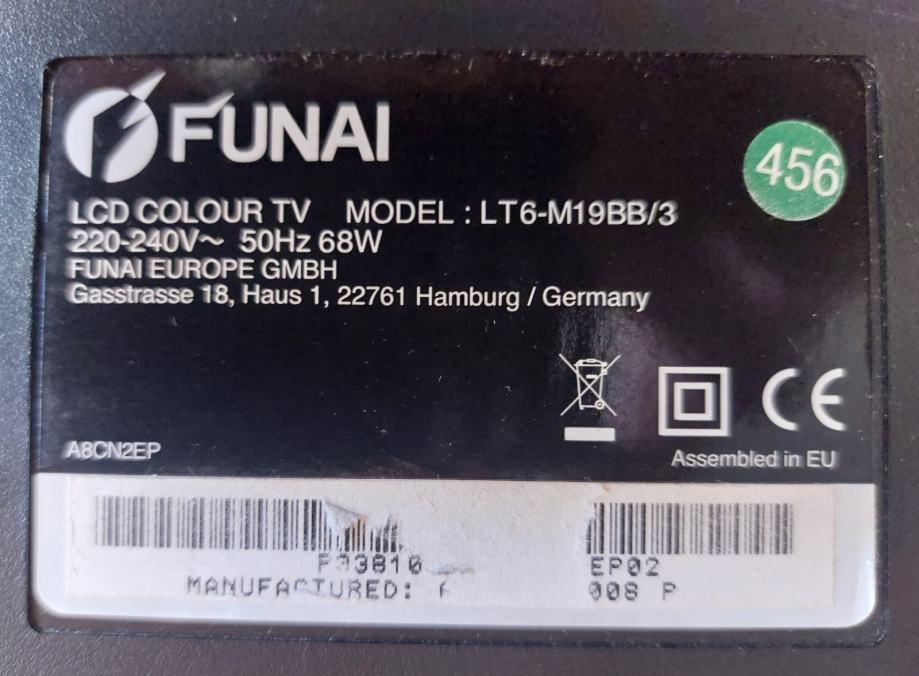 FUNAI
456
LCD COLOUR TV MODEL : LT6-M19BB/3
220-240V~ 50Hz 68W
FUNAI EUROPE GMBH
Gasstrasse 18, Haus 1, 22761 Hamburg / Germany
CE
A8CN2EP
Assembled in EU
EP02
MANUFACTURED: 008 P